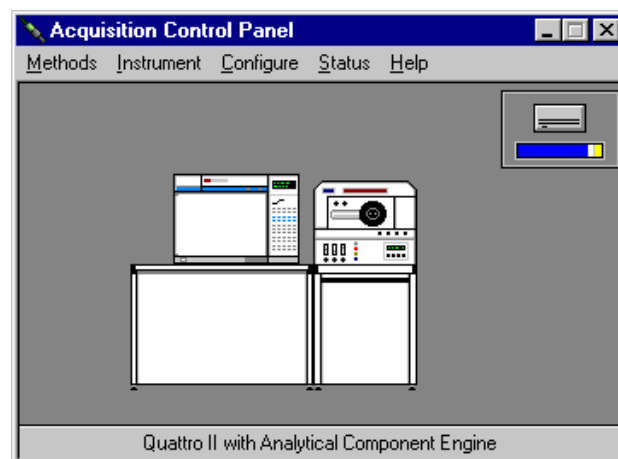 Acquisition Control Panel
Methods Instrument Configure Status Help
Quattro II with Analytical Component Engine